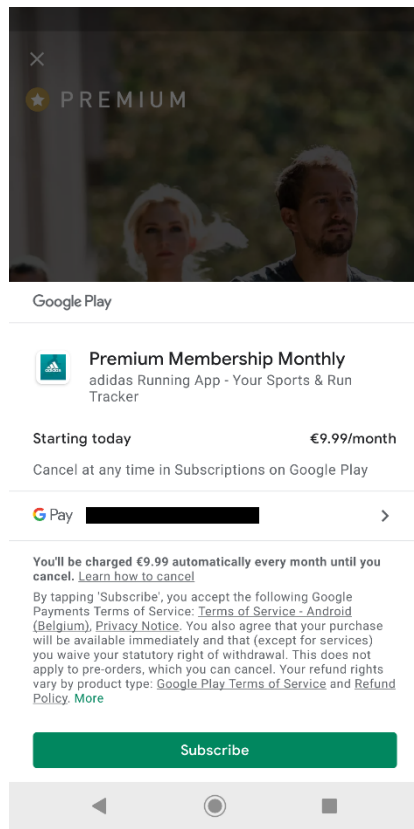 PREMIUM
Google Play
adidas
Premium Membership Monthly
adidas Running App - Your Sports & Run
Tracker
Starting today €9.99/month
Cancel at any time in Subscriptions on Google Play
G Pay
You'll be charged €9.99 automatically every month until you
cancel. Learn how to cancel
By tapping 'Subscribe', you accept the following Google
Payments Terms of Service: Terms of Service - Android
(Belgium), Privacy Notice. You also agree that your purchase
will be available immediately and that (except for services)
you waive your statutory right of withdrawal. This does not
apply to pre-orders, which you can cancel. Your refund rights
vary by product type: Google Play Terms of Service and Refund
Policy. More
Subscribe